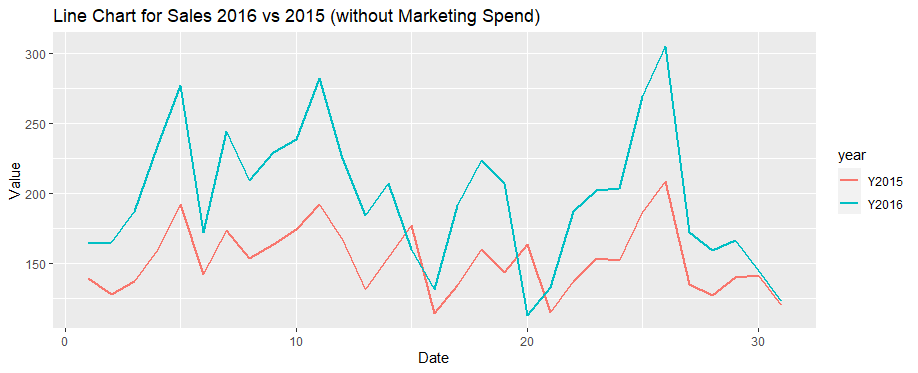 Line Chart for Sales 2016 vs 2015 (without Marketing Spend)
300
250
200
150
Value
0
10
20
30
Date
year
Y2015
Y2016